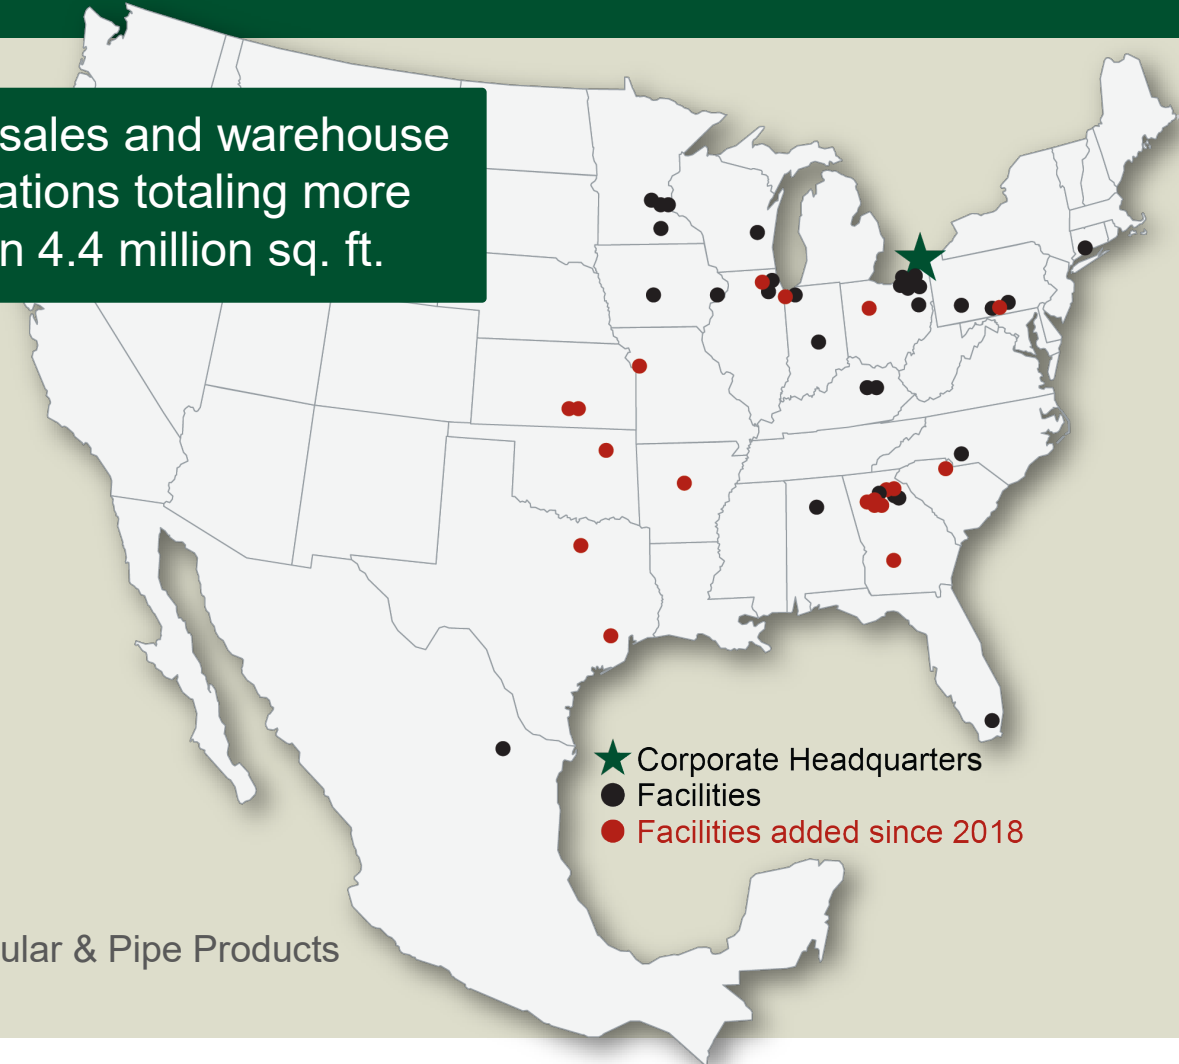 sales and warehouse
ations totaling more
n 4.4 million sq. ft.
Corporate Headquarters
Facilities
Facilities added since 2018
ular & Pipe Products